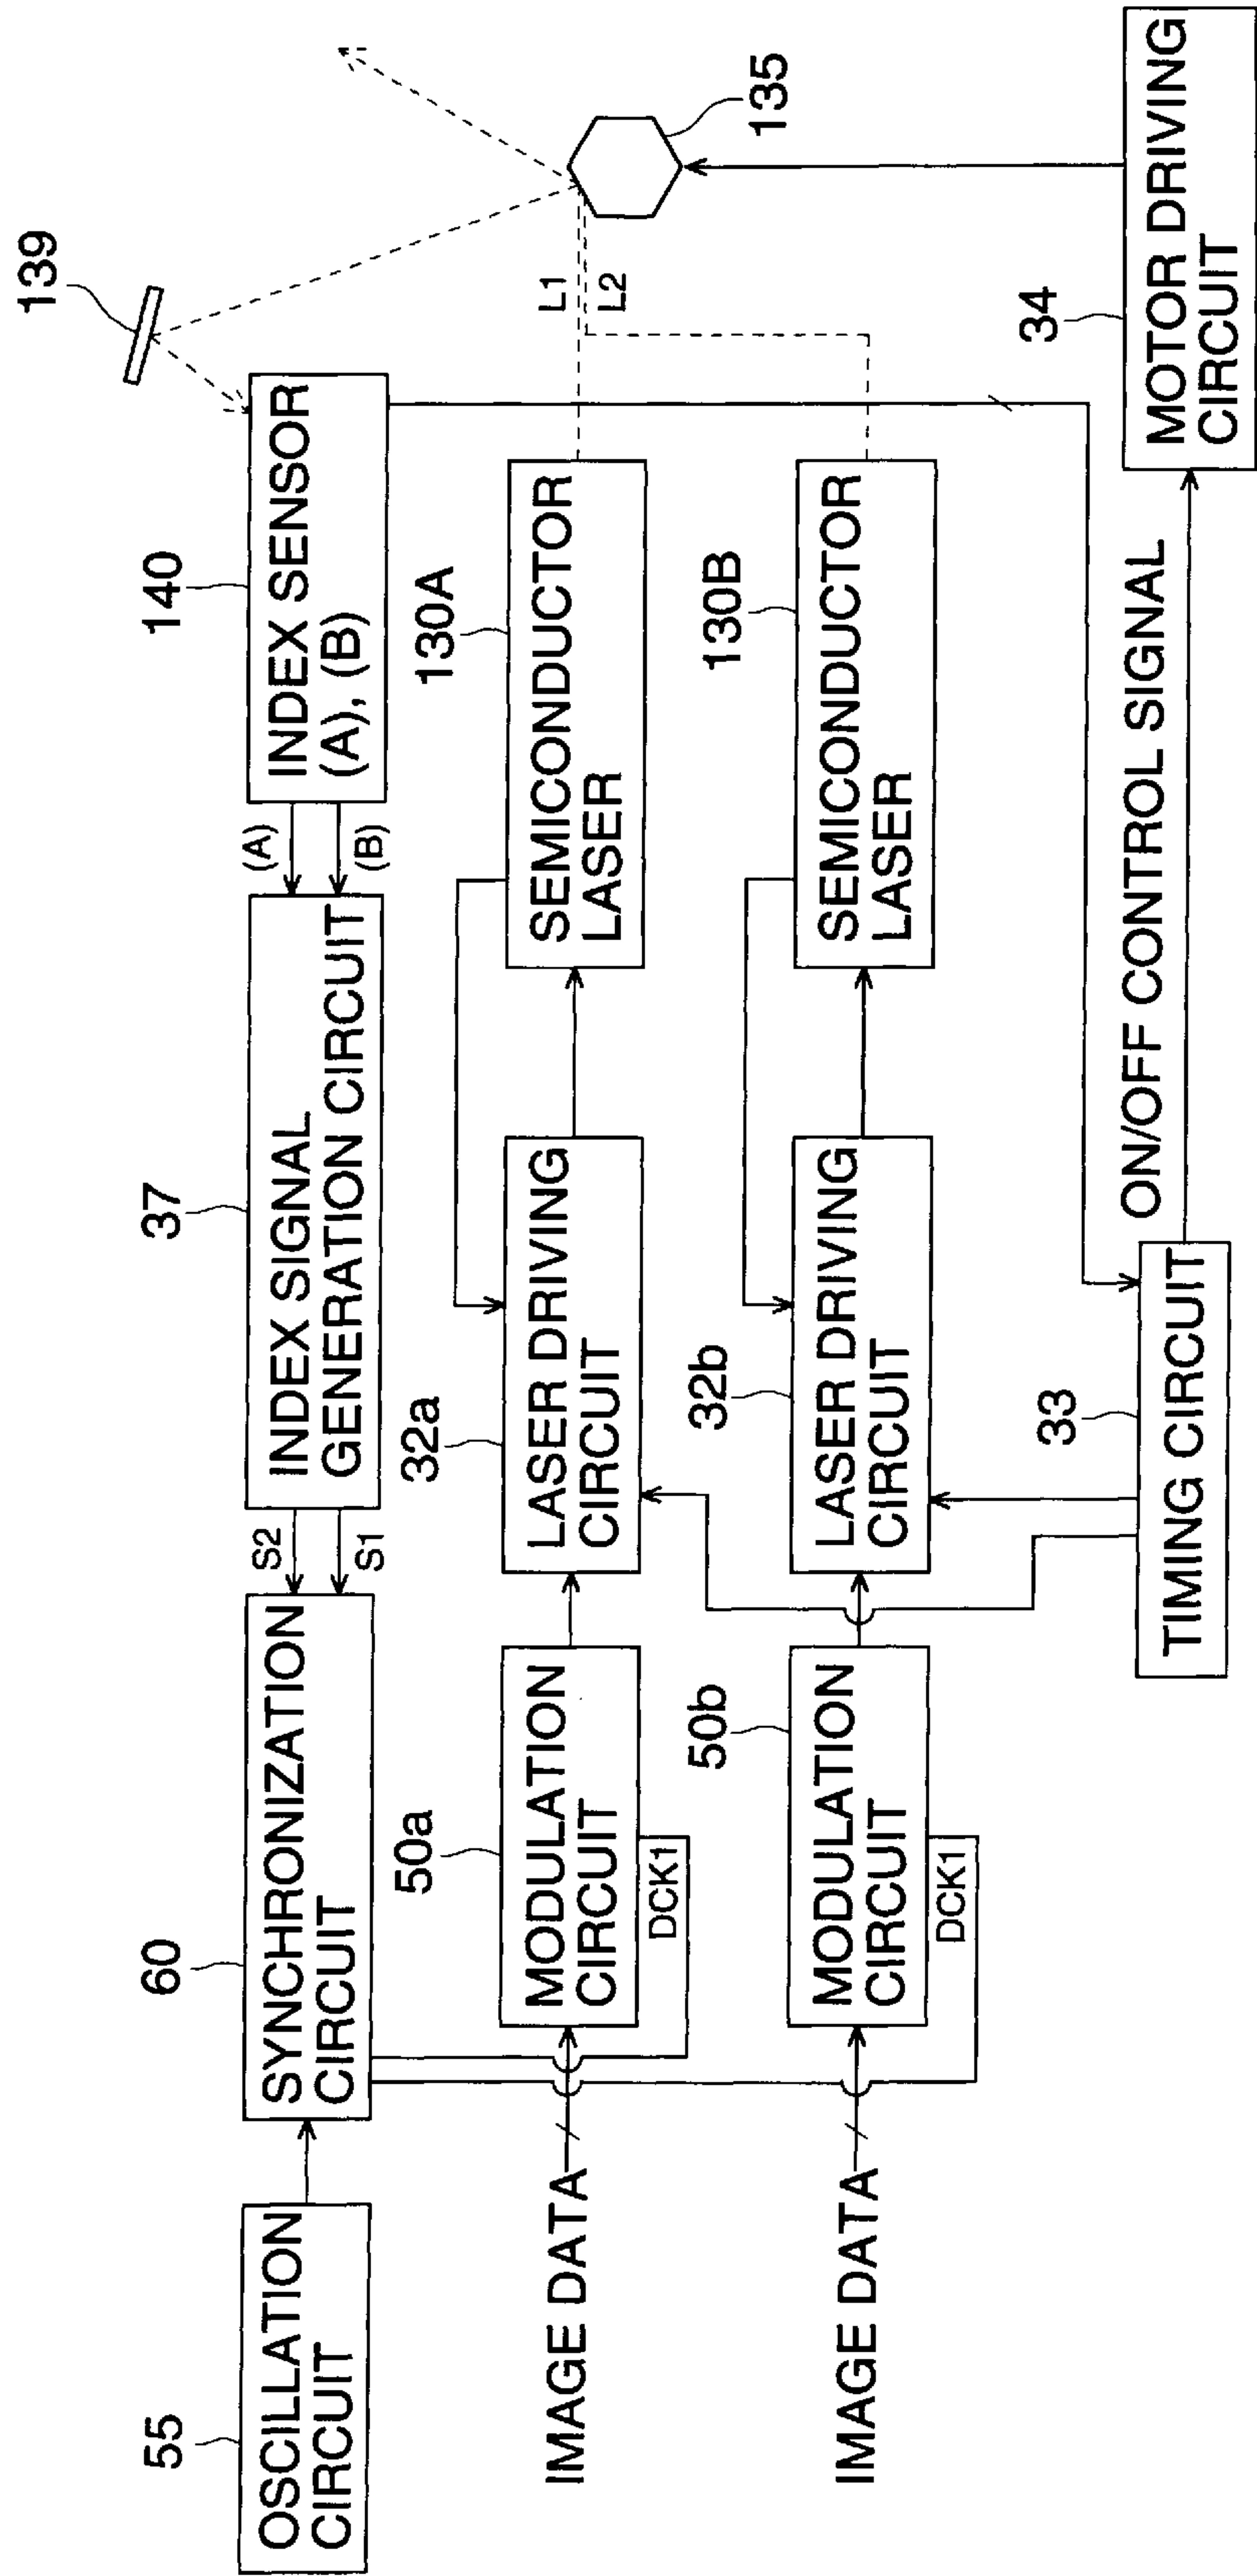 139
135
L1
L2
140
INDEX SENSOR
(A), (B)
(A)
(B)
37
INDEX SIGNAL
GENERATION CIRCUIT
S2
S1
60
SYNCHRONIZATION
CIRCUIT
55
OSCILLATION
CIRCUIT
130A
SEMICONDUCTOR
LASER
32a
LASER DRIVING
CIRCUIT
50a
MODULATION
CIRCUIT
DCK1
IMAGE DATA
130B
SEMICONDUCTOR
LASER
32b
LASER DRIVING
CIRCUIT
50b
MODULATION
CIRCUIT
DCK1
IMAGE DATA
34
MOTOR DRIVING
CIRCUIT
ON/OFF CONTROL SIGNAL
33
TIMING CIRCUIT